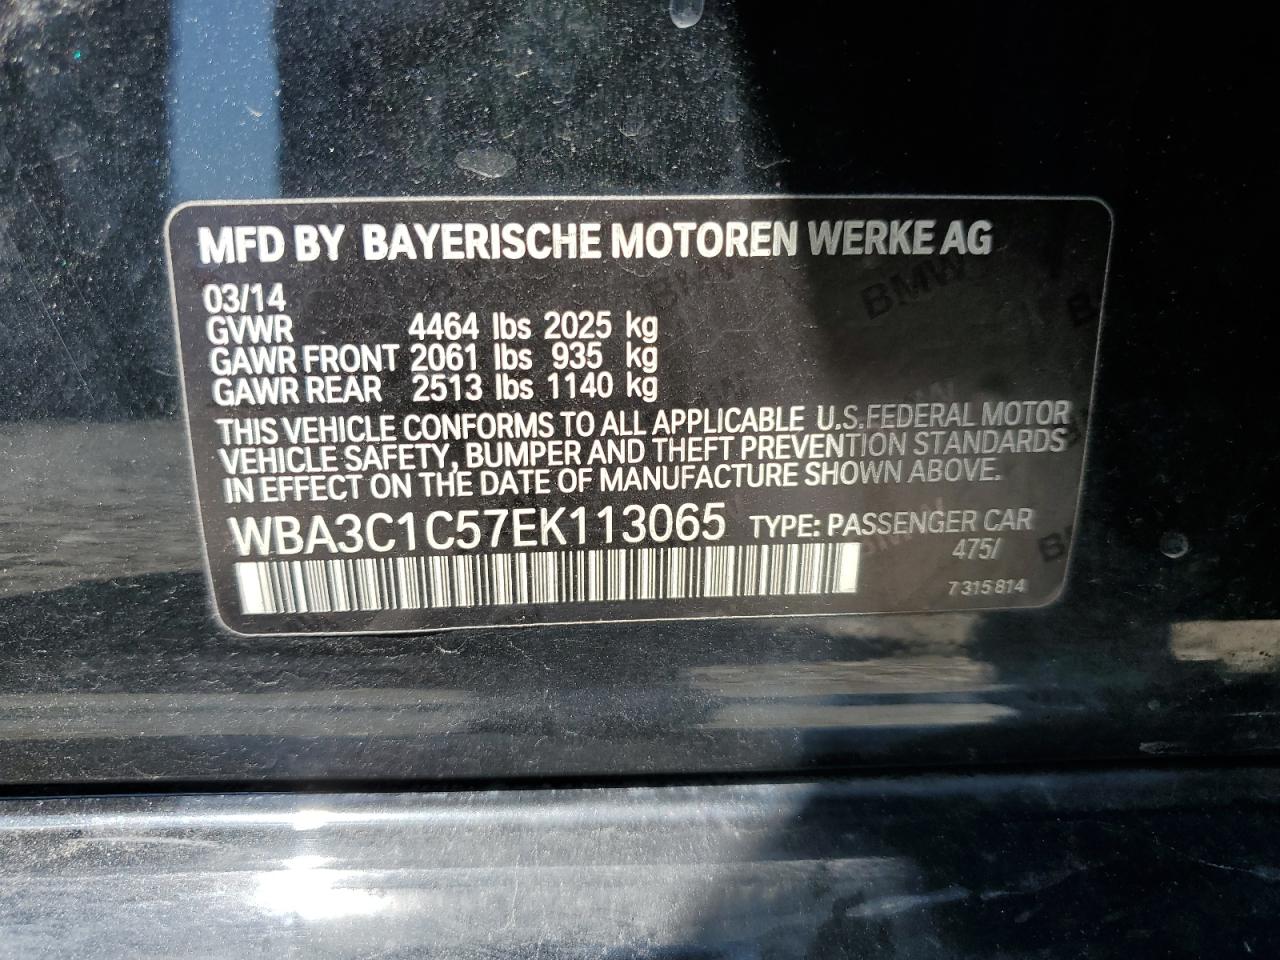 MFD BY BAYERISCHE MOTOREN WERKE AG
03/14
GVWR 4464 lbs 2025 kg
GAWR FRONT 2061 lbs 935 kg
GAWR REAR 2513 lbs 1140 kg
THIS VEHICLE CONFORMS TO ALL APPLICABLE U.S.FEDERAL MOTOR
VEHICLE SAFETY, BUMPER AND THEFT PREVENTION STANDARDS
IN EFFECT ON THE DATE OF MANUFACTURE SHOWN ABOVE.
WBA3C1C57EK113065 TYPE: PASSENGER CAR
475/
7 315 814
BMW